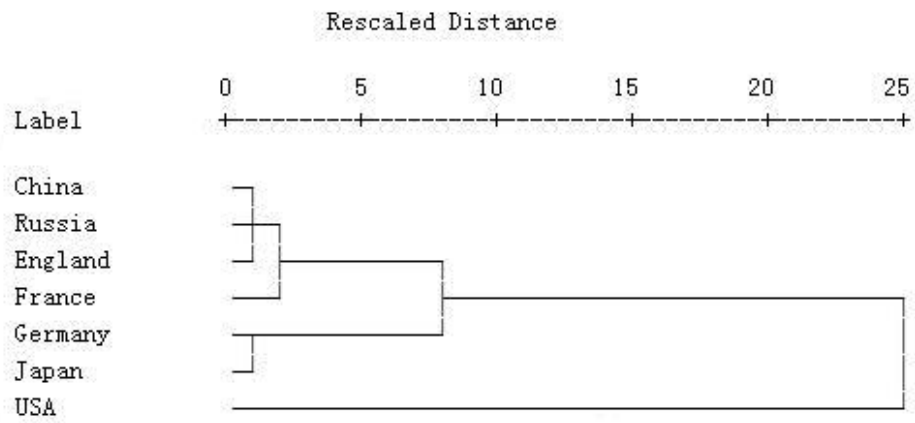 Rescaled Distance
0 5 10 15 20 25
Label
China
Russia
England
France
Germany
Japan
USA